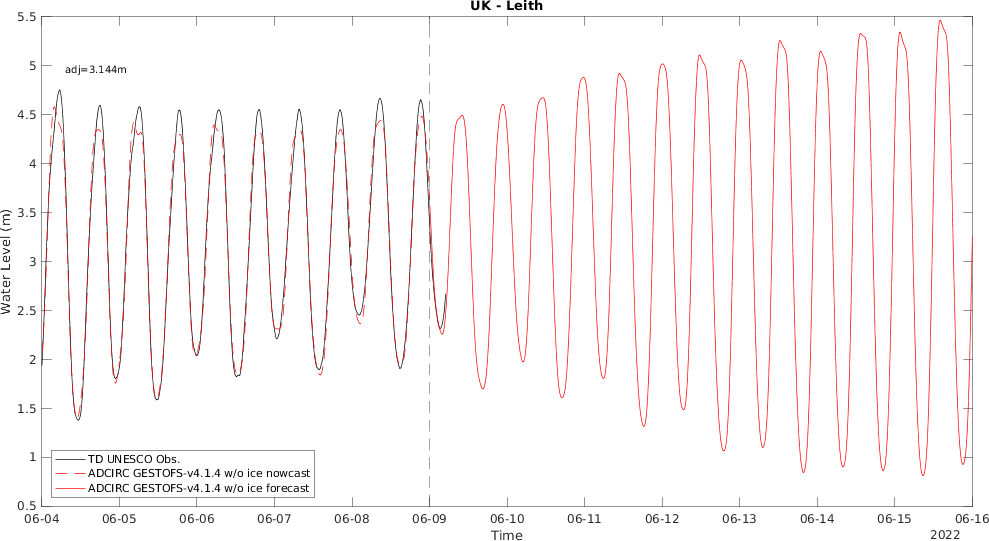 UK - Leith
5.5
5
4.5
4
3.5
3
2.5
2
1.5
1
0.5
Water Level (m)
adj=3.144m
TD UNESCO Obs.
ADCIRC GESTOFS-v4.1.4 w/o ice nowcast
ADCIRC GESTOFS-v4.1.4 w/o ice forecast
06-04 06-05 06-06 06-07 06-08 06-09 06-10 06-11 06-12 06-13 06-14 06-15 06-16
Time
2022